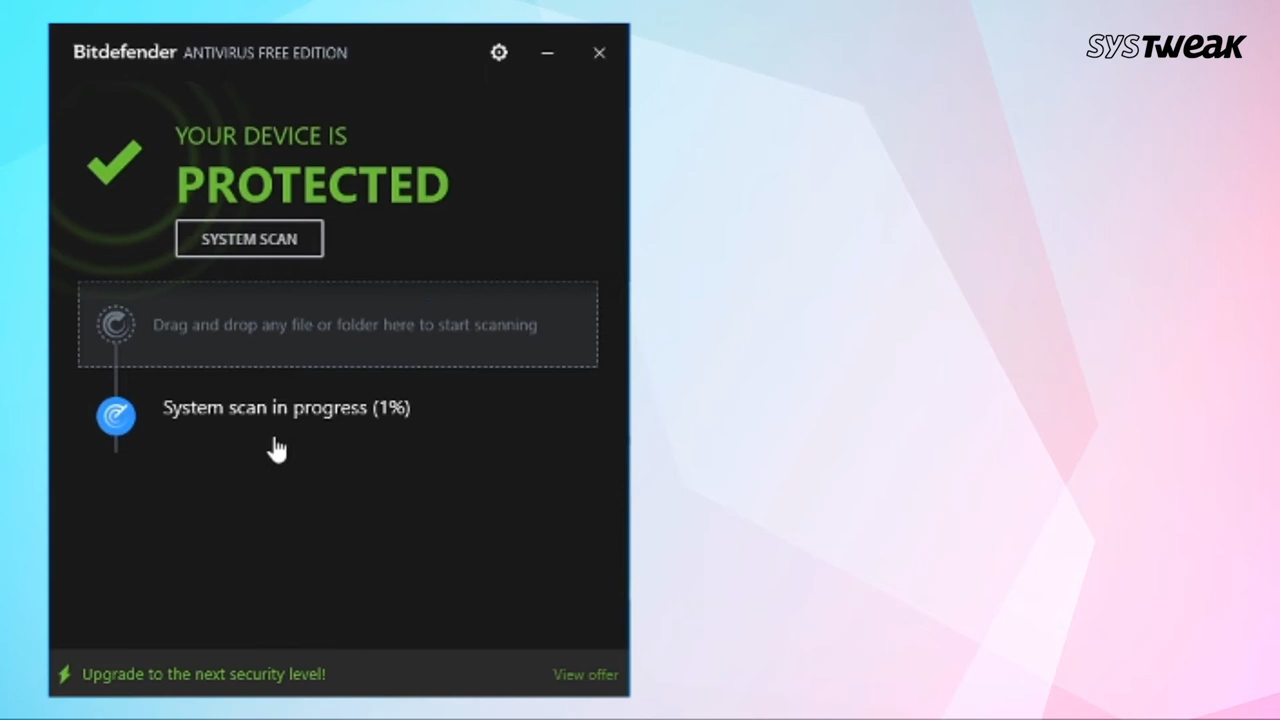 Bitdefender ANTIVIRUS FREE EDITION
SYSTWEAK
YOUR DEVICE IS
PROTECTED
SYSTEM SCAN
Drag and drop any file or folder here to start scanning
System scan in progress (1%)
Upgrade to the next security level!
View offer